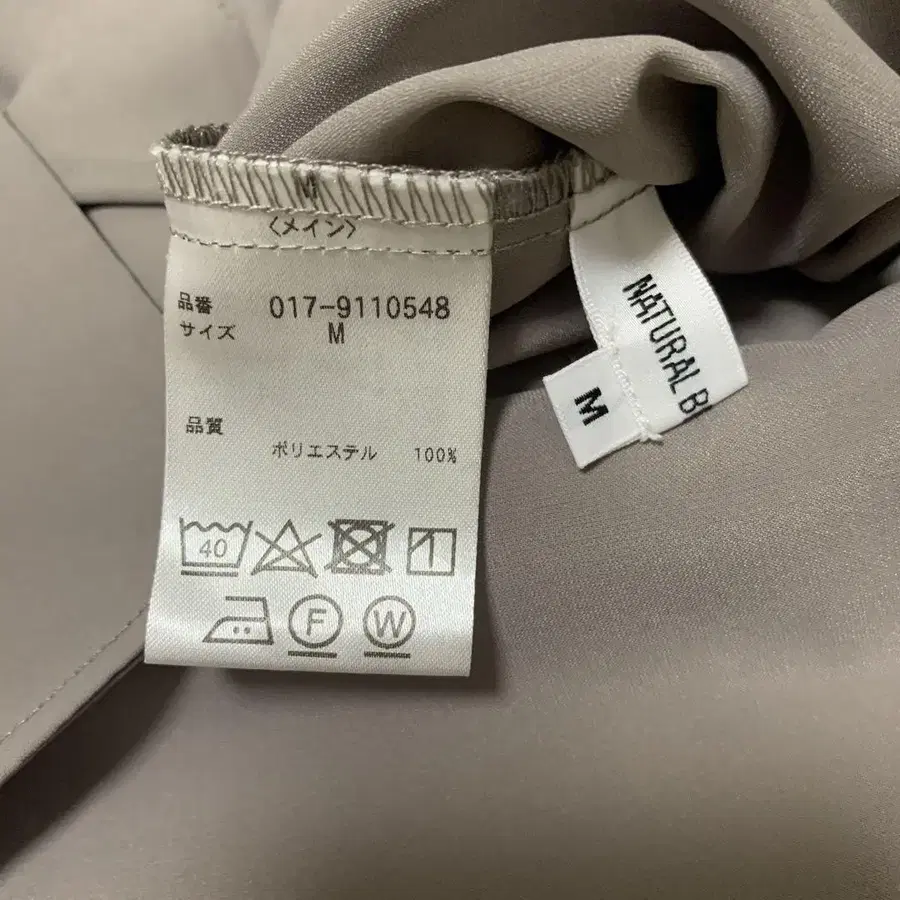 M
〈メイン〉
品番 017-9110548
サイズ M
品質
ポリエステル 100%
40
F W
NATURAL B
M